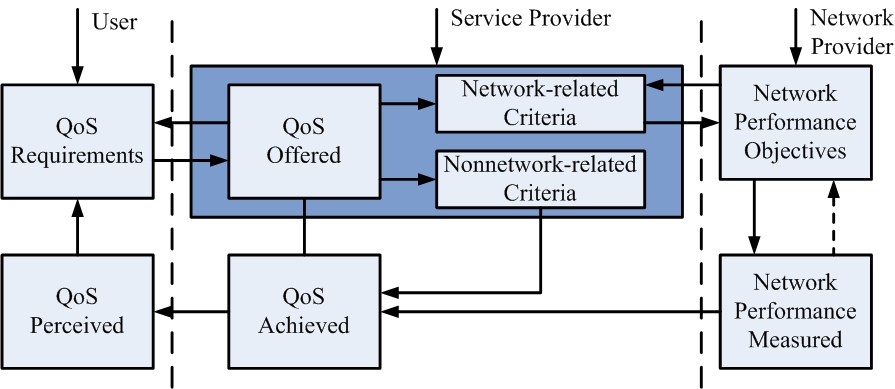 User
Service Provider
Network
Provider
QoS
Requirements
QoS
Offered
Network-related
Criteria
Nonnetwork-related
Criteria
Network
Performance
Objectives
QoS
Perceived
QoS
Achieved
Network
Performance
Measured